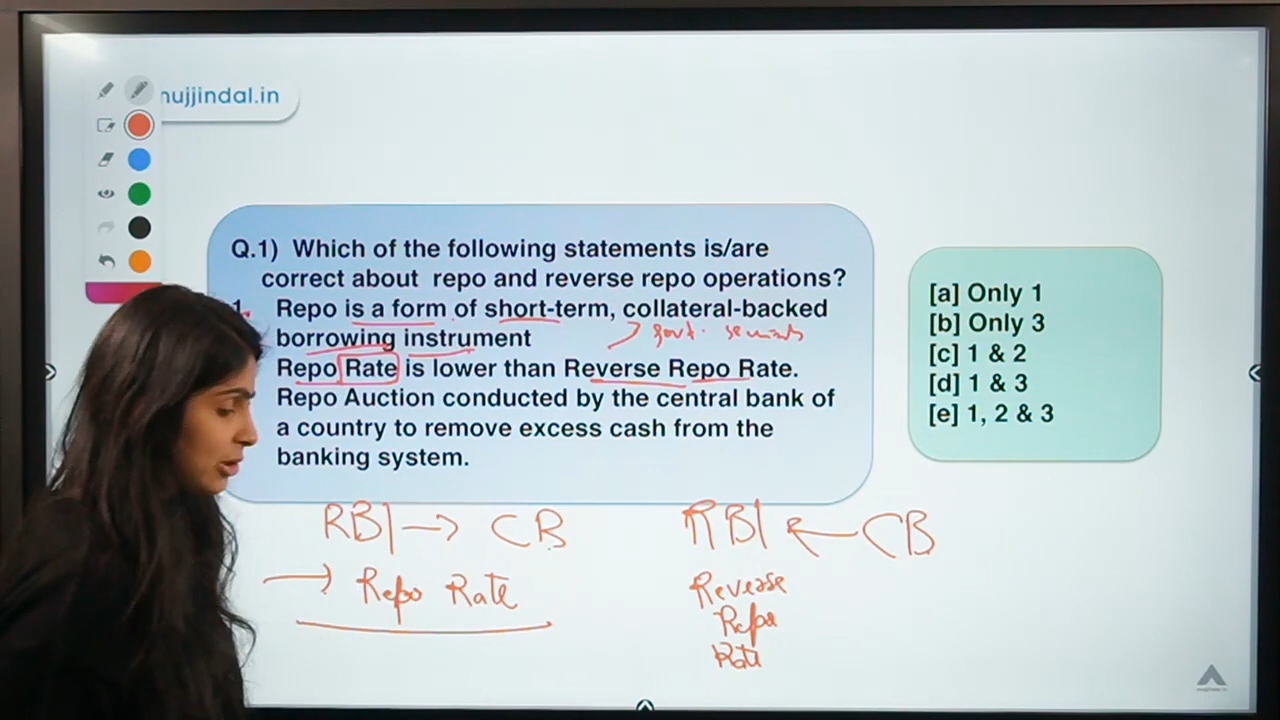 nujjindal.in
Q.1) Which of the following statements is/are
correct about repo and reverse repo operations?
1. Repo is a form of short-term, collateral-backed
borrowing instrument
Repo Rate is lower than Reverse Repo Rate.
Repo Auction conducted by the central bank of
a country to remove excess cash from the
banking system.
[a] Only 1
[b] Only 3
[c] 1 & 2
[d] 1 & 3
[e] 1, 2 & 3
Govt.
RBI → CB
→ Repo Rate
RBI ← CB
Reverse
Repo
Rate